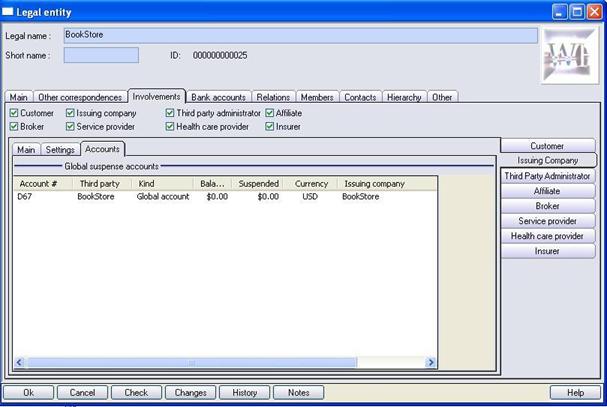 Legal entity
Legal name : BookStore
Short name : ID: 000000000025
Main Other correspondences Involvements Bank accounts Relations Members Contacts Hierarchy Other
Customer Issuing company Third party administrator Affiliate
Broker Service provider Health care provider Insurer
Main Settings Accounts
Global suspense accounts
Account # Third party Kind Bala... Suspended Currency Issuing company
D67 BookStore Global account $0.00 $0.00 USD BookStore
Customer
Issuing Company
Third Party Administrator
Affiliate
Broker
Service provider
Health care provider
Insurer
Ok Cancel Check Changes History Notes Help